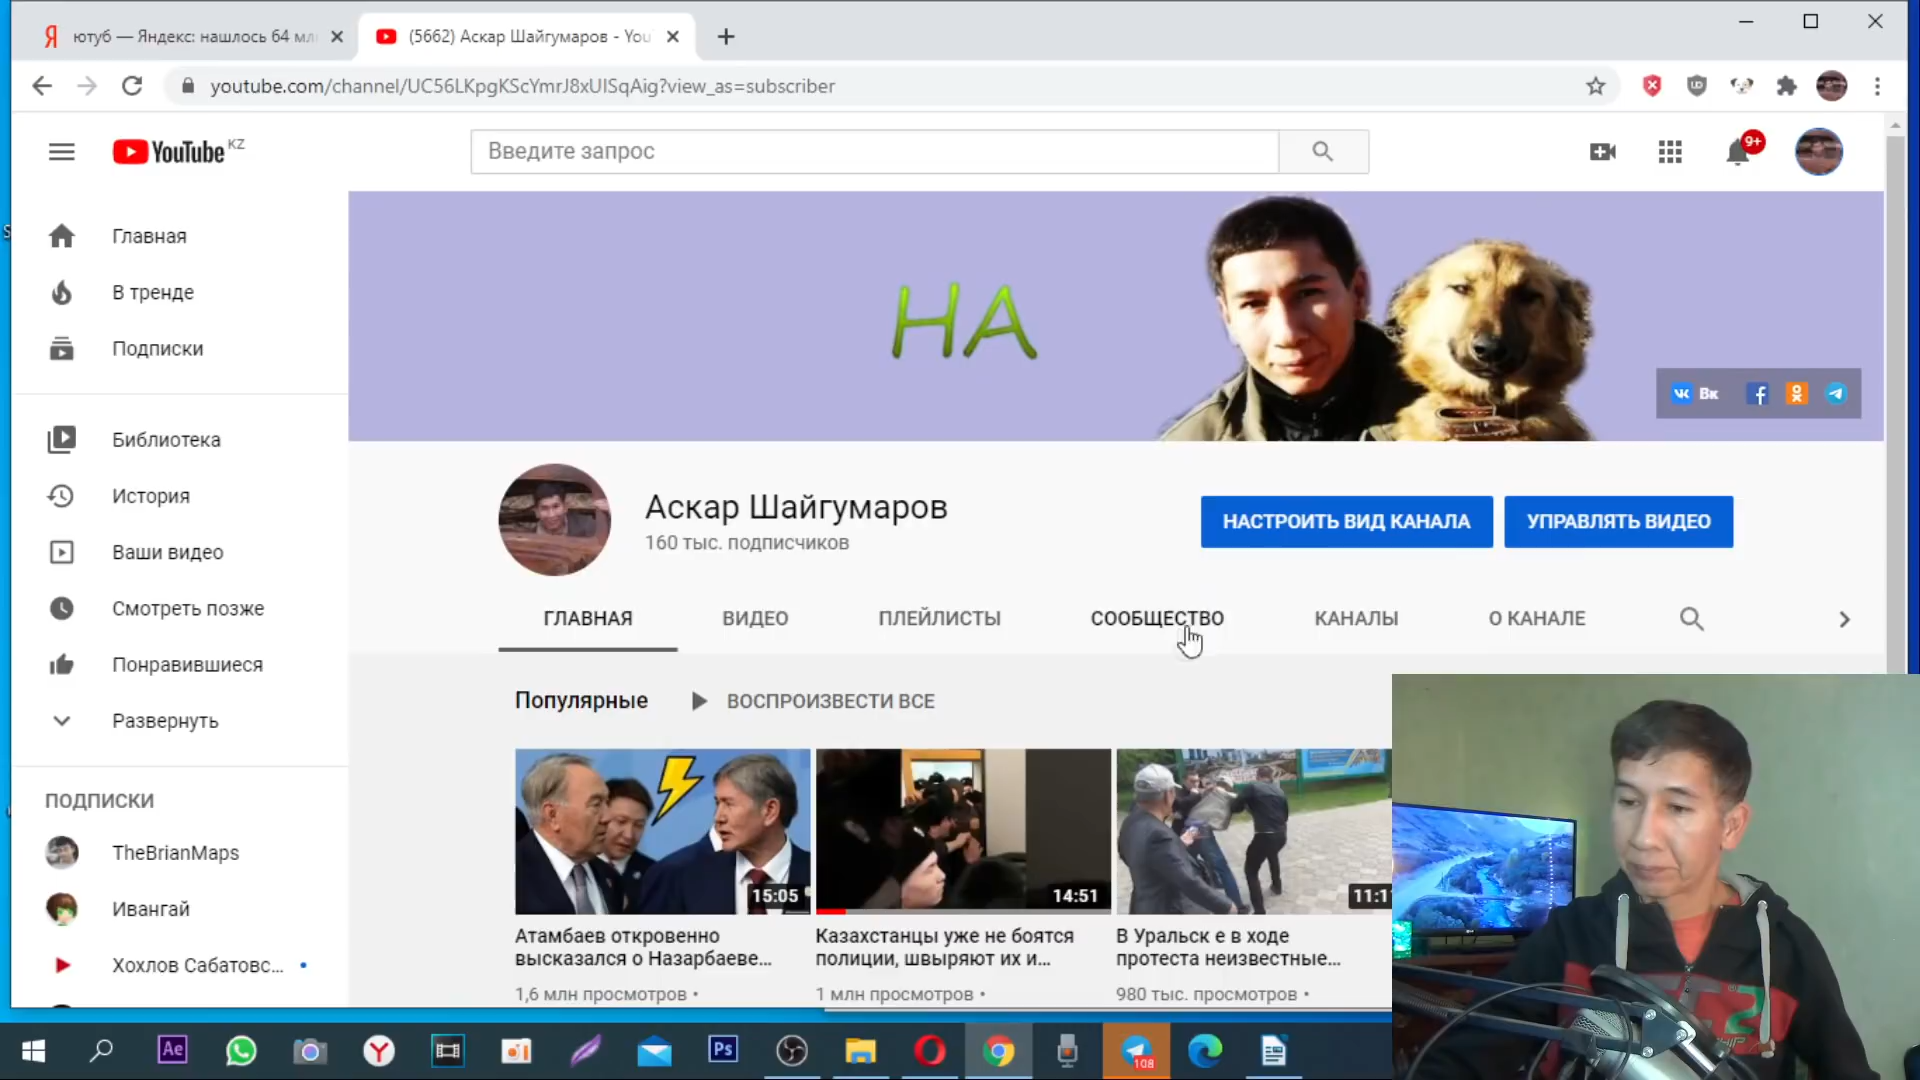 ютуб — Яндекс: нашлось 64 мл
(5662) Аскар Шайгумаров - You
youtube.com/channel/UC56LKpgKScYmrJ8xUISqAig?view_as=subscriber
YouTube KZ
Введите запрос
9+
Главная
В тренде
Подписки
Библиотека
История
Ваши видео
Смотреть позже
Понравившиеся
Развернуть
ПОДПИСКИ
TheBrianMaps
Ивангай
Хохлов Сабатовс...
НА
Вк
Аскар Шайгумаров
160 тыс. подписчиков
НАСТРОИТЬ ВИД КАНАЛА
УПРАВЛЯТЬ ВИДЕО
ГЛАВНАЯ
ВИДЕО
ПЛЕЙЛИСТЫ
СООБЩЕСТВО
КАНАЛЫ
О КАНАЛЕ
Популярные
ВОСПРОИЗВЕСТИ ВСЕ
15:05
14:51
11:1
Атамбаев откровенно
высказался о Назарбаеве...
1,6 млн просмотров •
Казахстанцы уже не боятся
полиции, швыряют их и...
1 млн просмотров •
В Уральск е в ходе
протеста неизвестные...
980 тыс. просмотров •
Ae
Ps
108